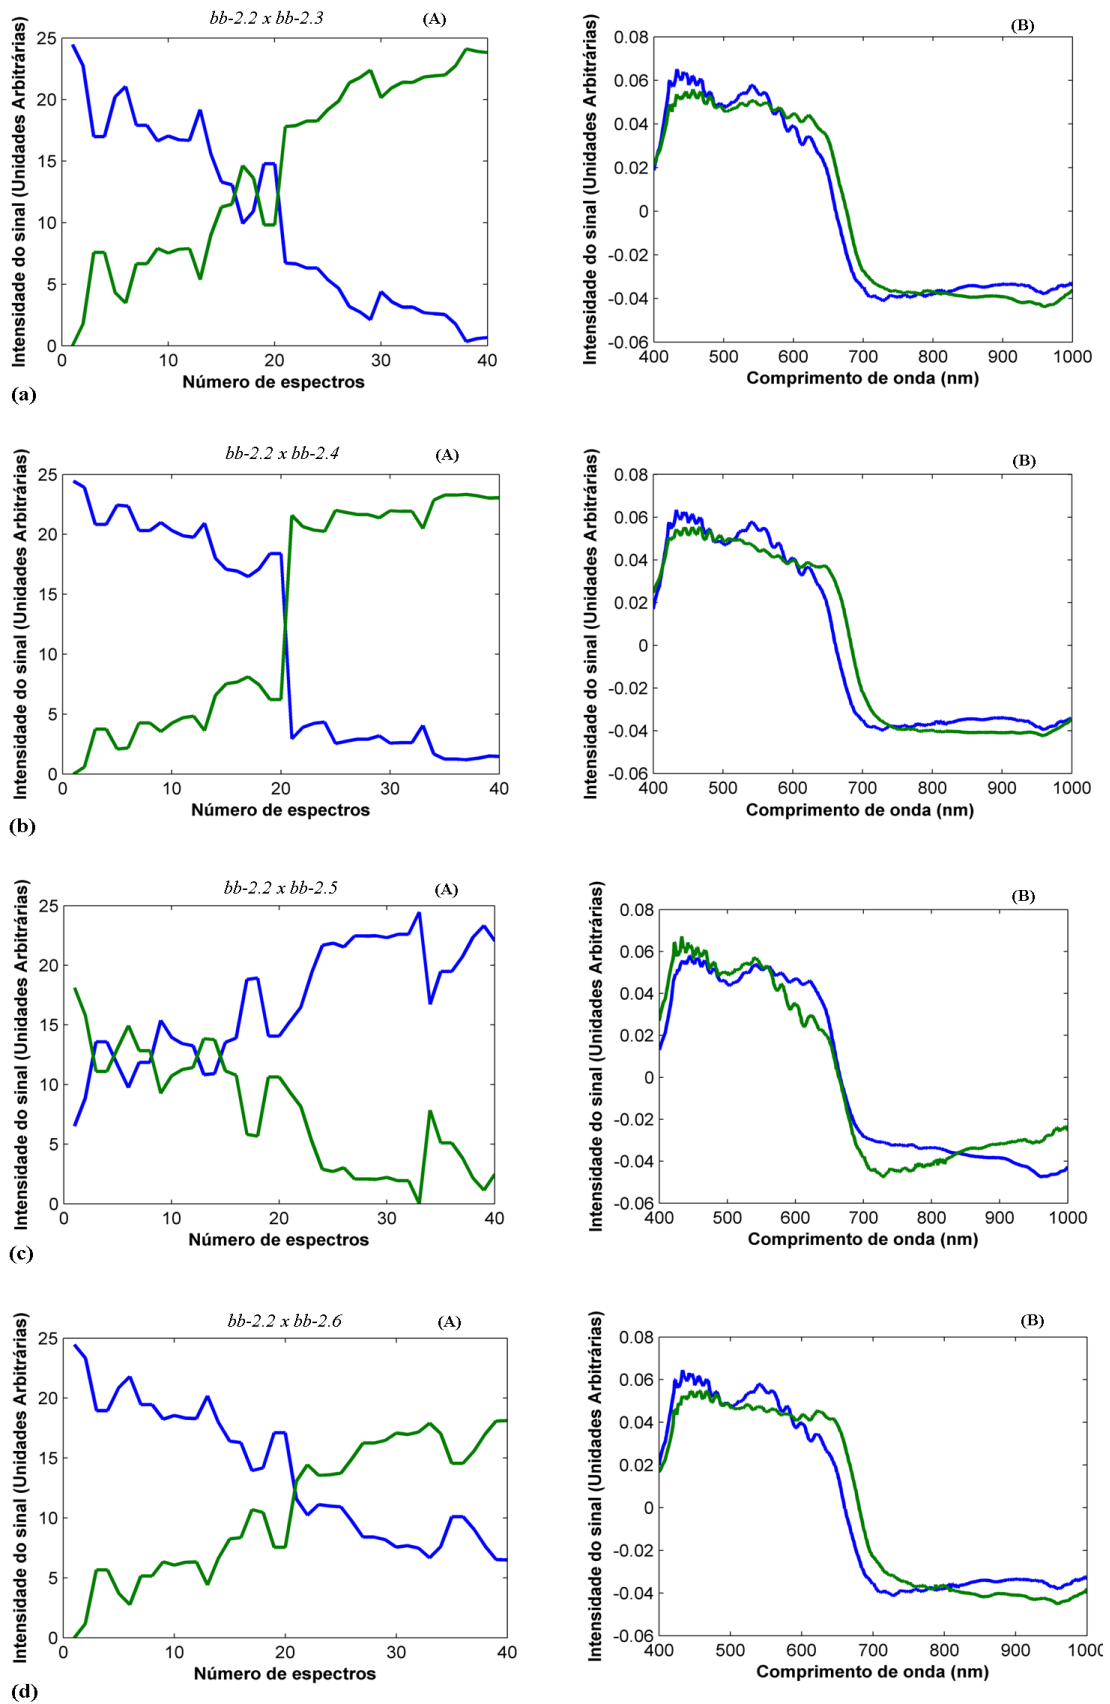 bb-2.2 x bb-2.3 (A) (B)
Intensidade do sinal (Unidades Arbitrárias)
25
20
15
10
5
0
0 10 20 30 40
Número de espectros
Intensidade do sinal (Unidades Arbitrárias)
0.08
0.06
0.04
0.02
0
-0.02
-0.04
-0.06
400 500 600 700 800 900 1000
Comprimento de onda (nm)
(a)
bb-2.2 x bb-2.4 (A) (B)
Intensidade do sinal (Unidades Arbitrárias)
25
20
15
10
5
0
0 10 20 30 40
Número de espectros
Intensidade do sinal (Unidades Arbitrárias)
0.08
0.06
0.04
0.02
0
-0.02
-0.04
-0.06
400 500 600 700 800 900 1000
Comprimento de onda (nm)
(b)
bb-2.2 x bb-2.5 (A) (B)
Intensidade do sinal (Unidades Arbitrárias)
25
20
15
10
5
0
0 10 20 30 40
Número de espectros
Intensidade do sinal (Unidades Arbitrárias)
0.08
0.06
0.04
0.02
0
-0.02
-0.04
-0.06
400 500 600 700 800 900 1000
Comprimento de onda (nm)
(c)
bb-2.2 x bb-2.6 (A) (B)
Intensidade do sinal (Unidades Arbitrárias)
25
20
15
10
5
0
0 10 20 30 40
Número de espectros
Intensidade do sinal (Unidades Arbitrárias)
0.08
0.06
0.04
0.02
0
-0.02
-0.04
-0.06
400 500 600 700 800 900 1000
Comprimento de onda (nm)
(d)